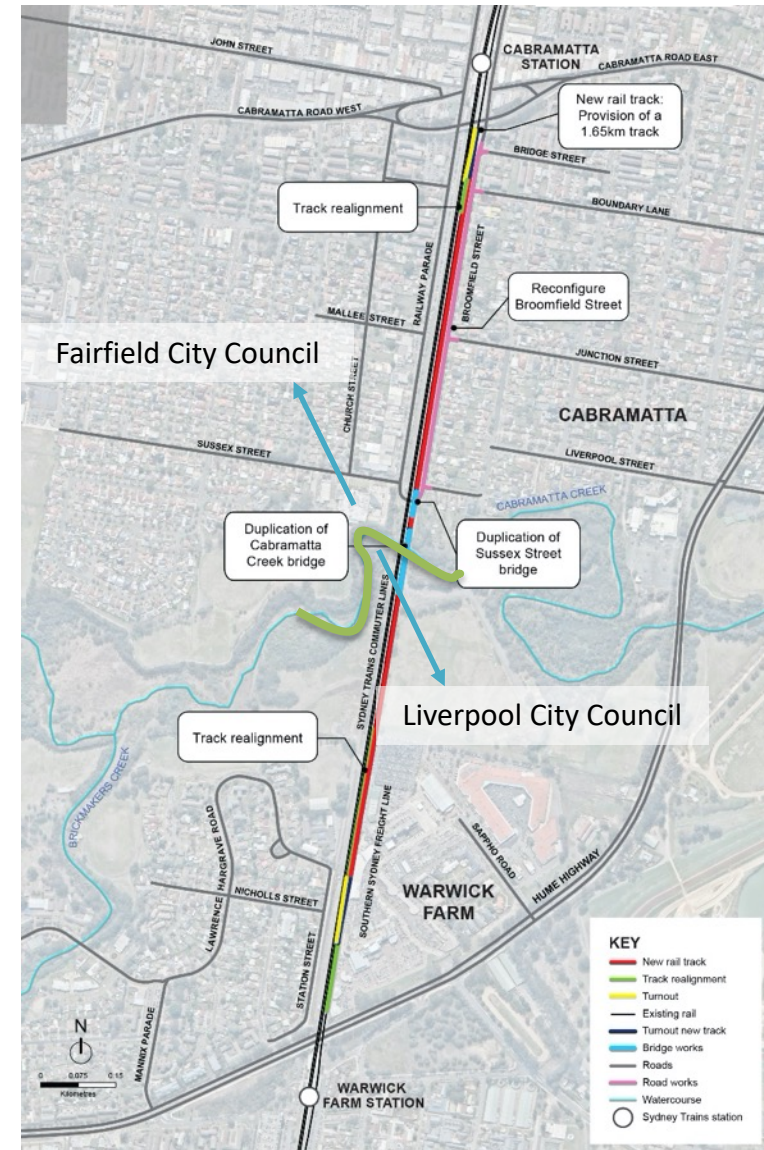 JOHN STREET
CABRAMATTA
STATION
CABRAMATTA ROAD EAST
CABRAMATTA ROAD WEST
New rail track:
Provision of a
1.65km track
BRIDGE STREET
Track realignment
BOUNDARY LANE
RAILWAY PARADE
BROOMFIELD STREET
Reconfigure
Broomfield Street
MALLEE STREET
JUNCTION STREET
Fairfield City Council
CHURCH STREET
CABRAMATTA
SUSSEX STREET
LIVERPOOL STREET
CABRAMATTA CREEK
Duplication of
Cabramatta
Creek bridge
Duplication of
Sussex Street
bridge
SYDNEY TRAINS COMMUTER LINES
Liverpool City Council
Track realignment
BRICKMAKERS CREEK
LAWRENCE HARGRAVE ROAD
SOUTHERN SYDNEY FREIGHT LINE
SAPPHO ROAD
HUME HIGHWAY
NICHOLLS STREET
WARWICK
FARM
STATION STREET
MANNIX PARADE
N
0 0.075 0.15
Kilometres
WARWICK
FARM STATION
KEY
New rail track
Track realignment
Turnout
Existing rail
Turnout new track
Bridge works
Roads
Road works
Watercourse
Sydney Trains station